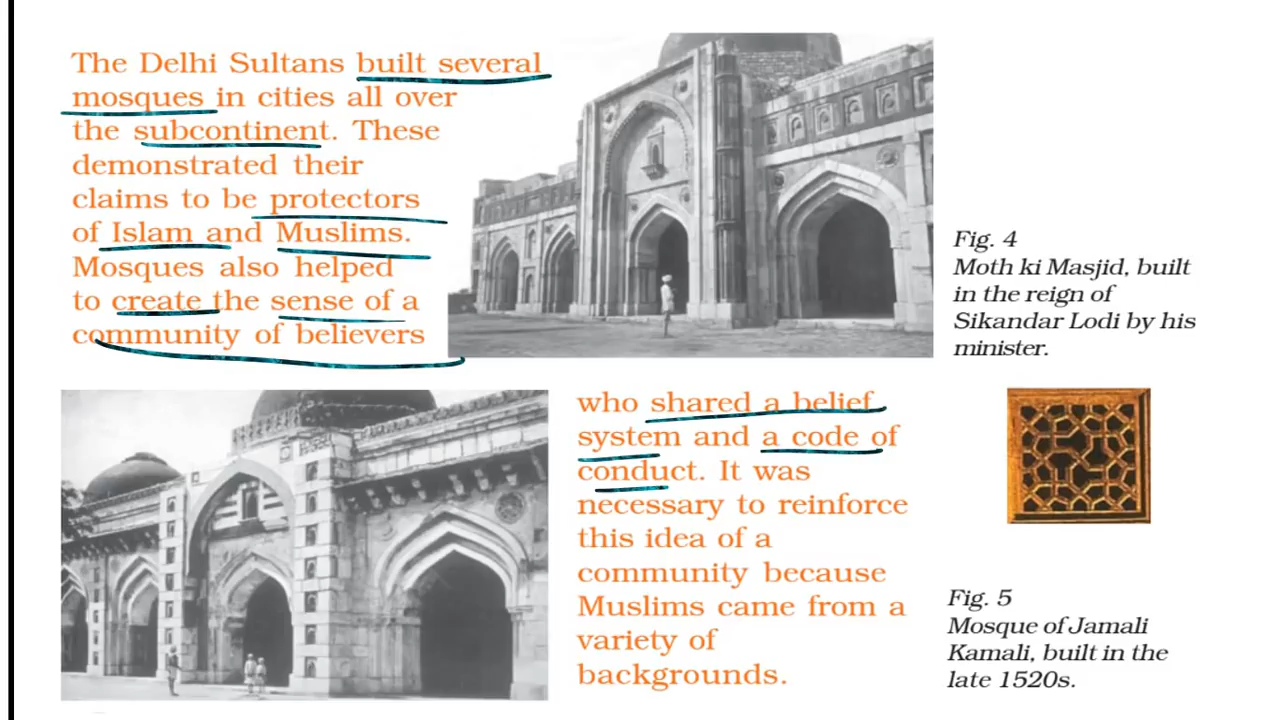 The Delhi Sultans built several
mosques in cities all over
the subcontinent. These
demonstrated their
claims to be protectors
of Islam and Muslims.
Mosques also helped
to create the sense of a
community of believers
Fig. 4
Moth ki Masjid, built
in the reign of
Sikandar Lodi by his
minister.
who shared a belief
system and a code of
conduct. It was
necessary to reinforce
this idea of a
community because
Muslims came from a
variety of
backgrounds.
Fig. 5
Mosque of Jamali
Kamali, built in the
late 1520s.